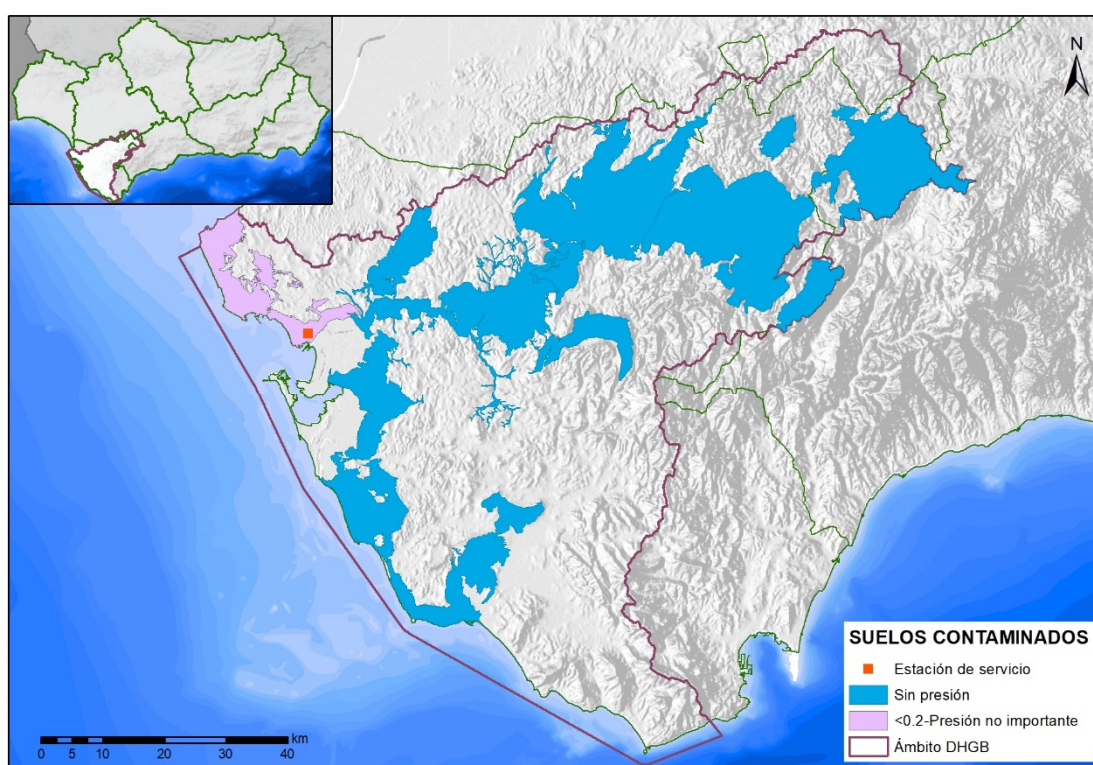 N
SUELOS CONTAMINADOS
Estación de servicio
Sin presión
<0.2-Presión no importante
Ámbito DHGB
0 5 10 20 30 40
km